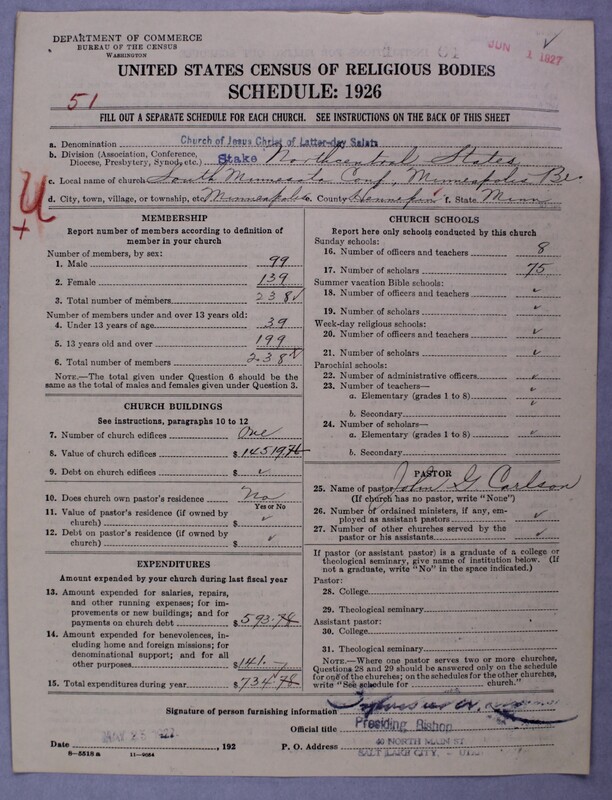 DEPARTMENT OF COMMERCE
BUREAU OF THE CENSUS
WASHINGTON
JUN 1 1927
UNITED STATES CENSUS OF RELIGIOUS BODIES
SCHEDULE: 1926
51
FILL OUT A SEPARATE SCHEDULE FOR EACH CHURCH. SEE INSTRUCTIONS ON THE BACK OF THIS SHEET
a. Denomination Church of Jesus Christ of Latter-day Saints
b. Division (Association, Conference, Diocese, Presbytery, Synod, etc.) Stake Northcentral States
c. Local name of church South Minnesota Conf., Minneapolis Br.
d. City, town, village, or township, etc. Minneapolis e. County Hennepin f. State Minn
MEMBERSHIP
Report number of members according to definition of
member in your church
Number of members, by sex:
1. Male 99
2. Female 139
3. Total number of members 238
Number of members under and over 13 years old:
4. Under 13 years of age 39
5. 13 years old and over 199
6. Total number of members 238
NOTE.—The total given under Question 6 should be the
same as the total of males and females given under Question 3.
CHURCH BUILDINGS
See instructions, paragraphs 10 to 12
7. Number of church edifices One
8. Value of church edifices $ 14519.76
9. Debt on church edifices $
10. Does church own pastor's residence No
Yes or No
11. Value of pastor's residence (if owned by
church) $
12. Debt on pastor's residence (if owned by
church) $
EXPENDITURES
Amount expended by your church during last fiscal year
13. Amount expended for salaries, repairs,
and other running expenses; for im-
provements or new buildings; and for
payments on church debt $ 593.78
14. Amount expended for benevolences, in-
cluding home and foreign missions; for
denominational support; and for all
other purposes $ 141.
15. Total expenditures during year $ 734.78
CHURCH SCHOOLS
Report here only schools conducted by this church
Sunday schools:
16. Number of officers and teachers 8
17. Number of scholars 75
Summer vacation Bible schools:
18. Number of officers and teachers
19. Number of scholars
Week-day religious schools:
20. Number of officers and teachers
21. Number of scholars
Parochial schools:
22. Number of administrative officers
23. Number of teachers—
a. Elementary (grades 1 to 8)
b. Secondary
24. Number of scholars—
a. Elementary (grades 1 to 8)
b. Secondary
PASTOR
25. Name of pastor John G Carlson
(If church has no pastor, write "None")
26. Number of ordained ministers, if any, em-
ployed as assistant pastors
27. Number of other churches served by the
pastor or his assistants
If pastor (or assistant pastor) is a graduate of a college or
theological seminary, give name of institution below. (If
not a graduate, write "No" in the space indicated.)
Pastor:
28. College
29. Theological seminary
Assistant pastor:
30. College
31. Theological seminary
NOTE.—Where one pastor serves two or more churches,
Questions 28 and 29 should be answered only on the schedule
for one of the churches; on the schedules for the other churches,
write "See schedule for church."
Signature of person furnishing information
Official title Presiding Bishop
Date MAY 25 1927, 192 P. O. Address 40 NORTH MAIN ST.
SALT LAKE CITY, - UTAH
8—5518a 11—9084